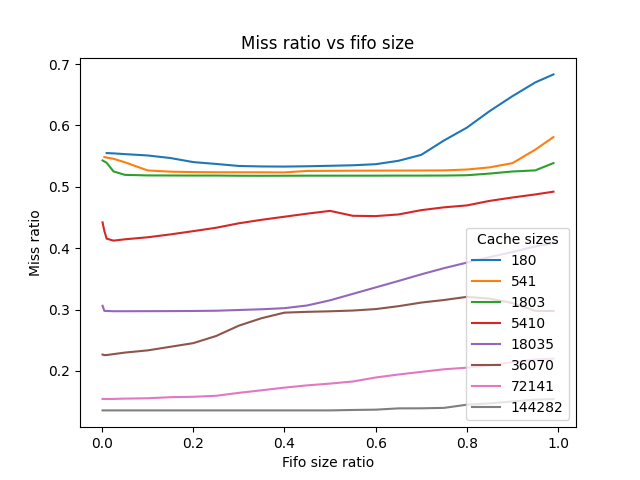 Miss ratio vs fifo size
0.7
0.6
0.5
0.4
0.3
0.2
Miss ratio
Cache sizes
180
541
1803
5410
18035
36070
72141
144282
0.0 0.2 0.4 0.6 0.8 1.0
Fifo size ratio